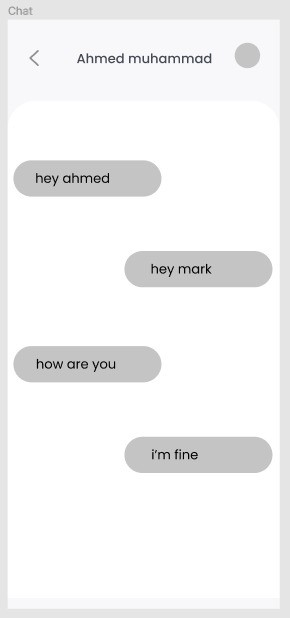 Chat
Ahmed muhammad
hey ahmed
hey mark
how are you
i'm fine